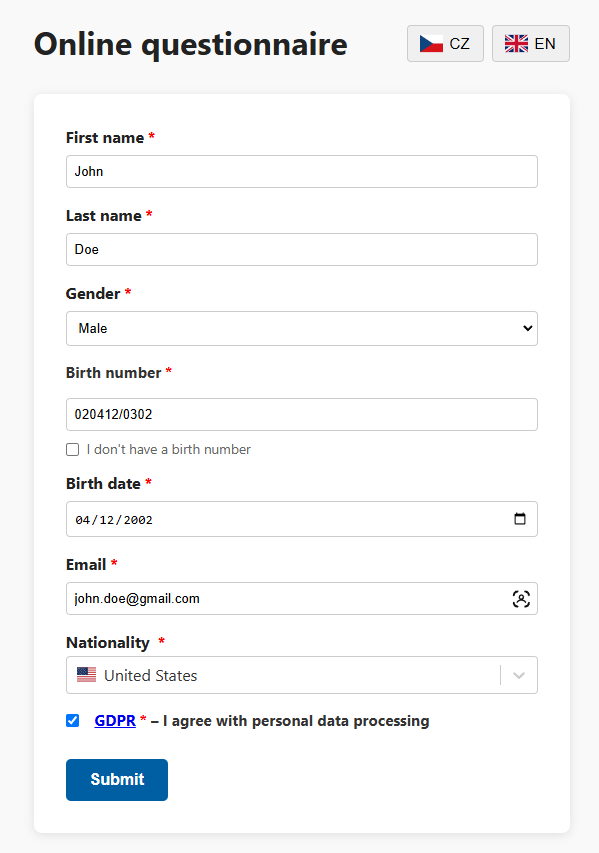 Online questionnaire
CZ
EN
First name *
John
Last name *
Doe
Gender *
Male
Birth number *
020412/0302
I don't have a birth number
Birth date *
04/12/2002
Email *
john.doe@gmail.com
Nationality *
United States
GDPR * – I agree with personal data processing
Submit